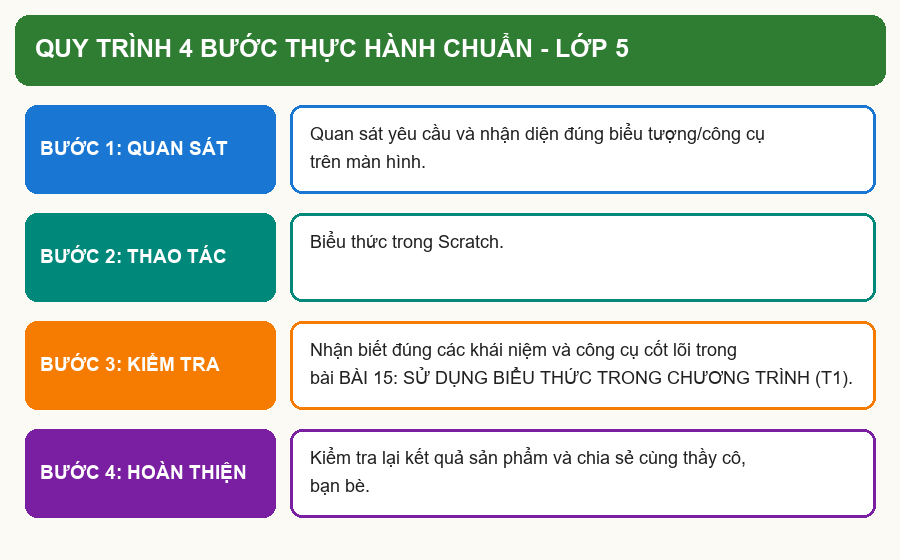 QUY TRÌNH 4 BƯỚC THỰC HÀNH CHUẨN - LỚP 5
BƯỚC 1: QUAN SÁT
Quan sát yêu cầu và nhận diện đúng biểu tượng/công cụ
trên màn hình.
BƯỚC 2: THAO TÁC
Biểu thức trong Scratch.
BƯỚC 3: KIỂM TRA
Nhận biết đúng các khái niệm và công cụ cốt lõi trong
bài BÀI 15: SỬ DỤNG BIỂU THỨC TRONG CHƯƠNG TRÌNH (T1).
BƯỚC 4: HOÀN THIỆN
Kiểm tra lại kết quả sản phẩm và chia sẻ cùng thầy cô,
bạn bè.